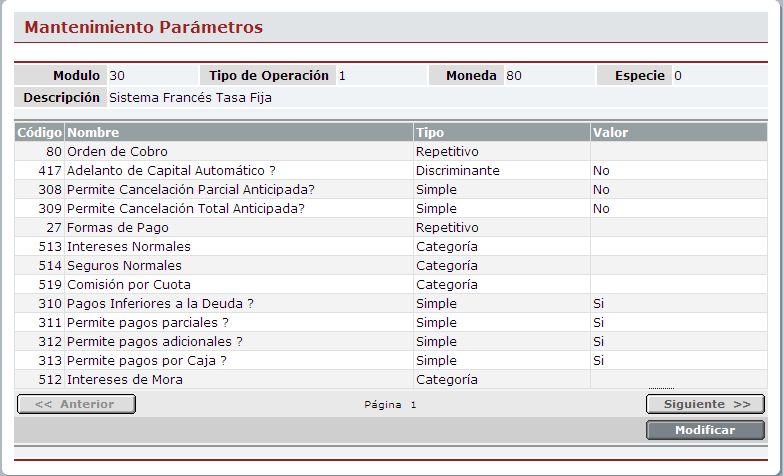 Mantenimiento Parámetros
Modulo 30 Tipo de Operación 1 Moneda 80 Especie 0
Descripción Sistema Francés Tasa Fija
Código Nombre Tipo Valor
80 Orden de Cobro Repetitivo
417 Adelanto de Capital Automático ? Discriminante No
308 Permite Cancelación Parcial Anticipada? Simple No
309 Permite Cancelación Total Anticipada? Simple No
27 Formas de Pago Repetitivo
513 Intereses Normales Categoría
514 Seguros Normales Categoría
519 Comisión por Cuota Categoría
310 Pagos Inferiores a la Deuda ? Simple Si
311 Permite pagos parciales ? Simple Si
312 Permite pagos adicionales ? Simple Si
313 Permite pagos por Caja ? Simple Si
512 Intereses de Mora Categoría
<< Anterior Página 1 Siguiente >>
Modificar